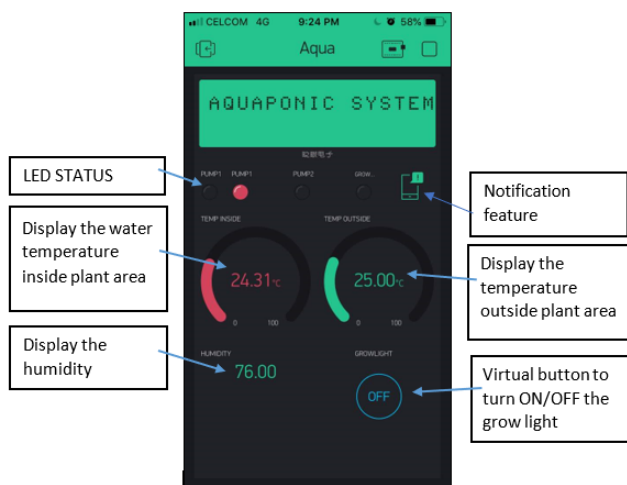 CELCOM 4G 9:24 PM 58%
Aqua
AQUAPONIC SYSTEM
PUMP1 PUMP1 PUMP2 GROW...
LED STATUS
Notification
feature
TEMP INSIDE TEMP OUTSIDE
Display the water
temperature
inside plant area
24.31°C 25.00°C
0 100 0 100
Display the
temperature
outside plant area
Display the
humidity
HUMIDITY GROWLIGHT
76.00
OFF
Virtual button to
turn ON/OFF the
grow light